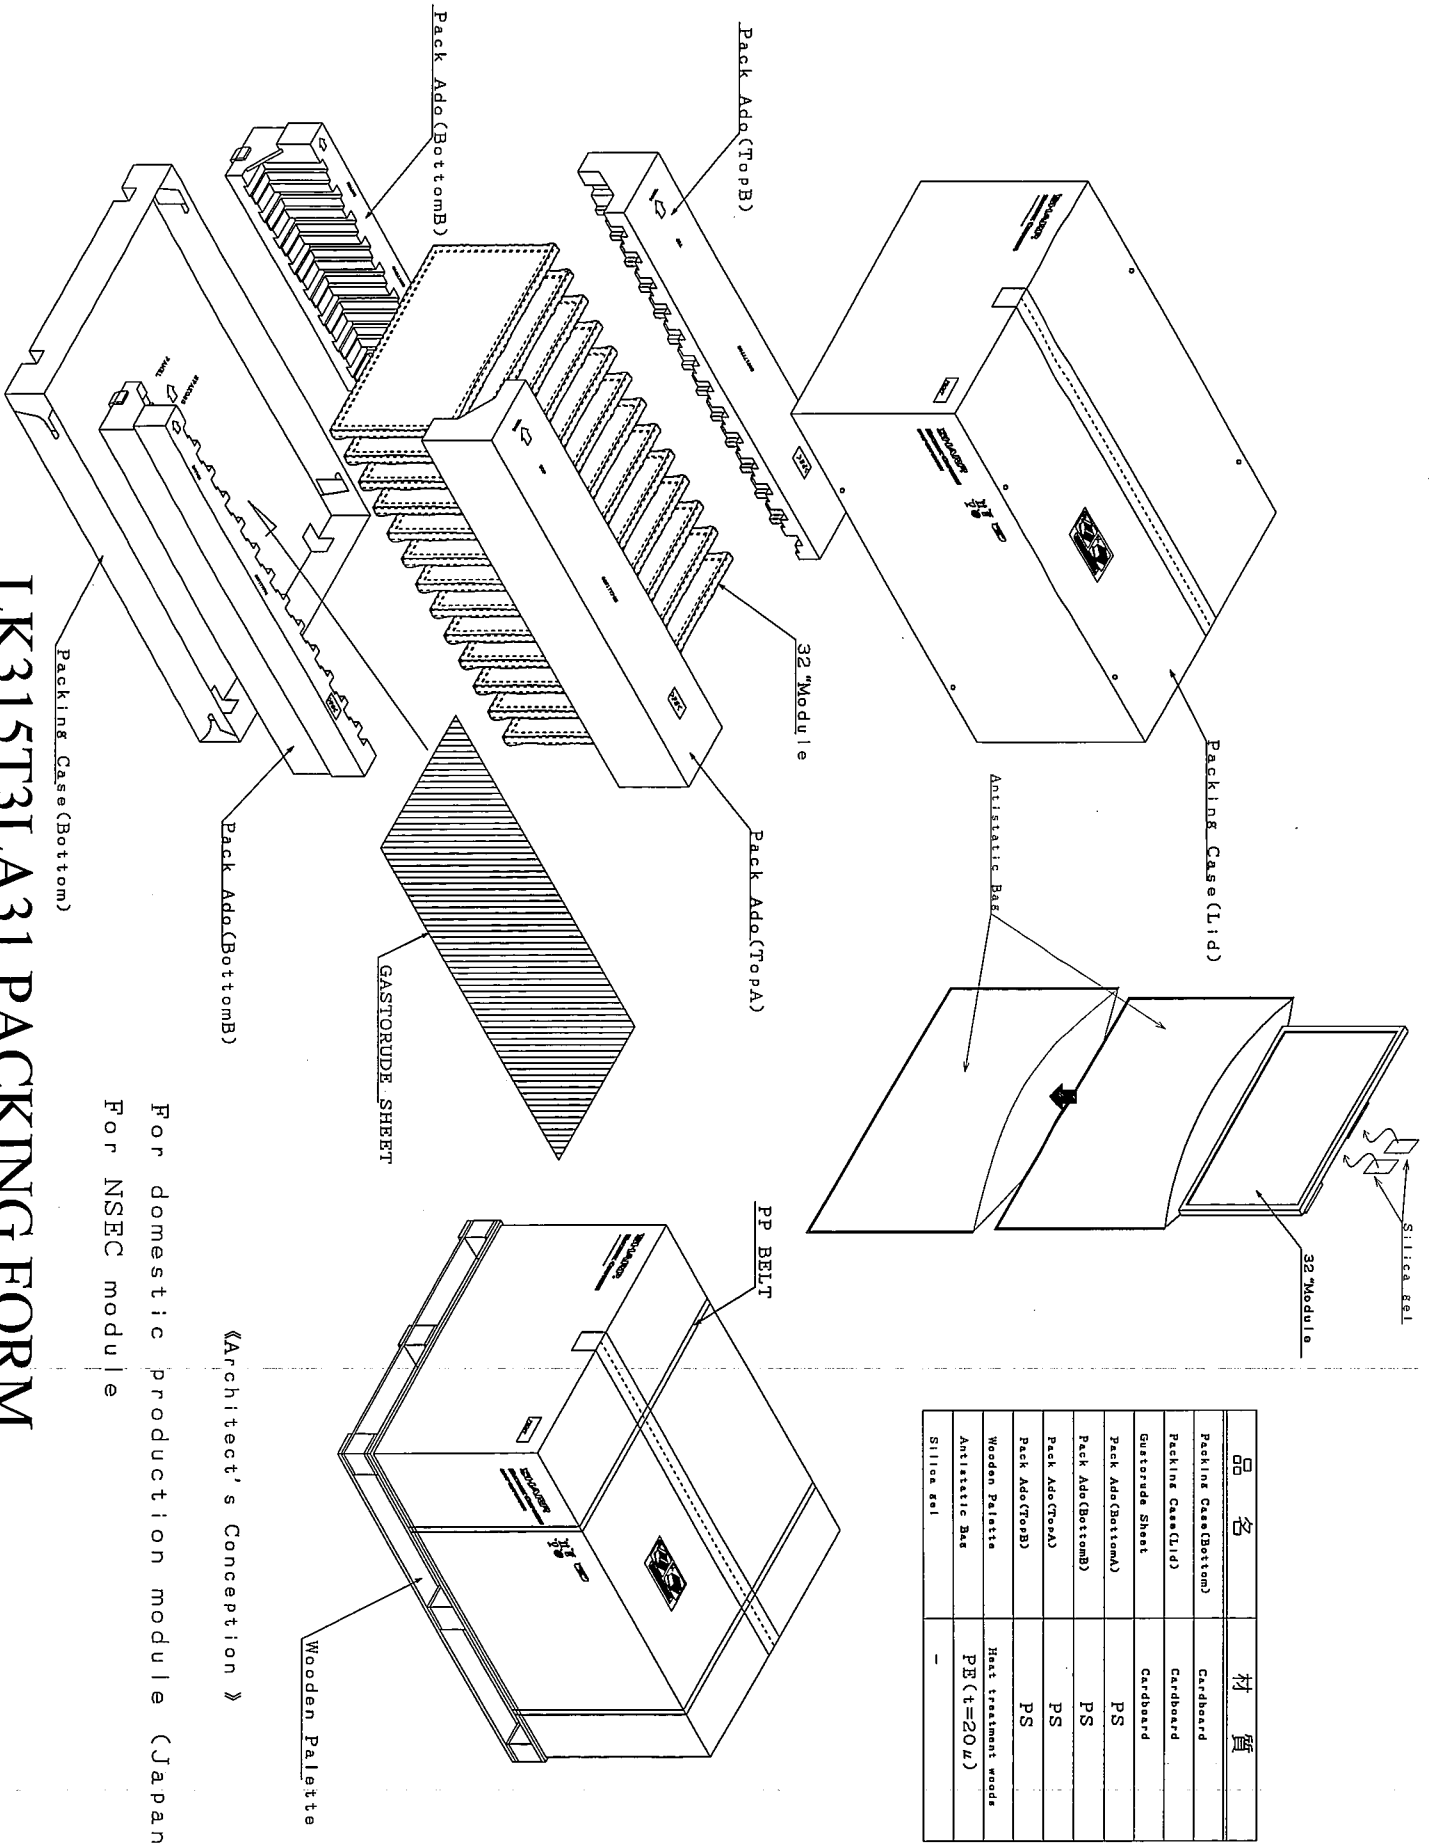 Packing Case(Lid)
Silica gel
32"Module
Antistatic Bag
Pack Ado(TopB)
32"Module
Pack Ado(BottomB)
Pack Ado(TopA)
GASTORUDE SHEET
PP BELT
Pack Ado(BottomB)
Packing Case(Bottom)
Wooden Palette
SHARP
SHARP
SHARP
SHARP
品 名 材 質
Packing Case(Bottom) Cardboard
Packing Case(Lid) Cardboard
Gustorude Sheet Cardboard
Pack Ado(BottomA) PS
Pack Ado(BottomB) PS
Pack Ado(TopA) PS
Pack Ado(TopB) PS
Wooden Palette Heat treatment woods
Antistatic Bag PE(t=20μ)
Silica gel -
《Architect's Conception 》
For domestic production module (Japan
For NSEC module
LK315T3LA31 PACKING FORM